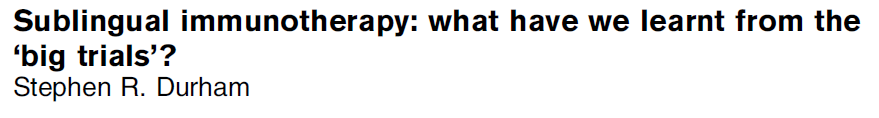 Sublingual immunotherapy: what have we learnt from the
‘big trials’?
Stephen R. Durham